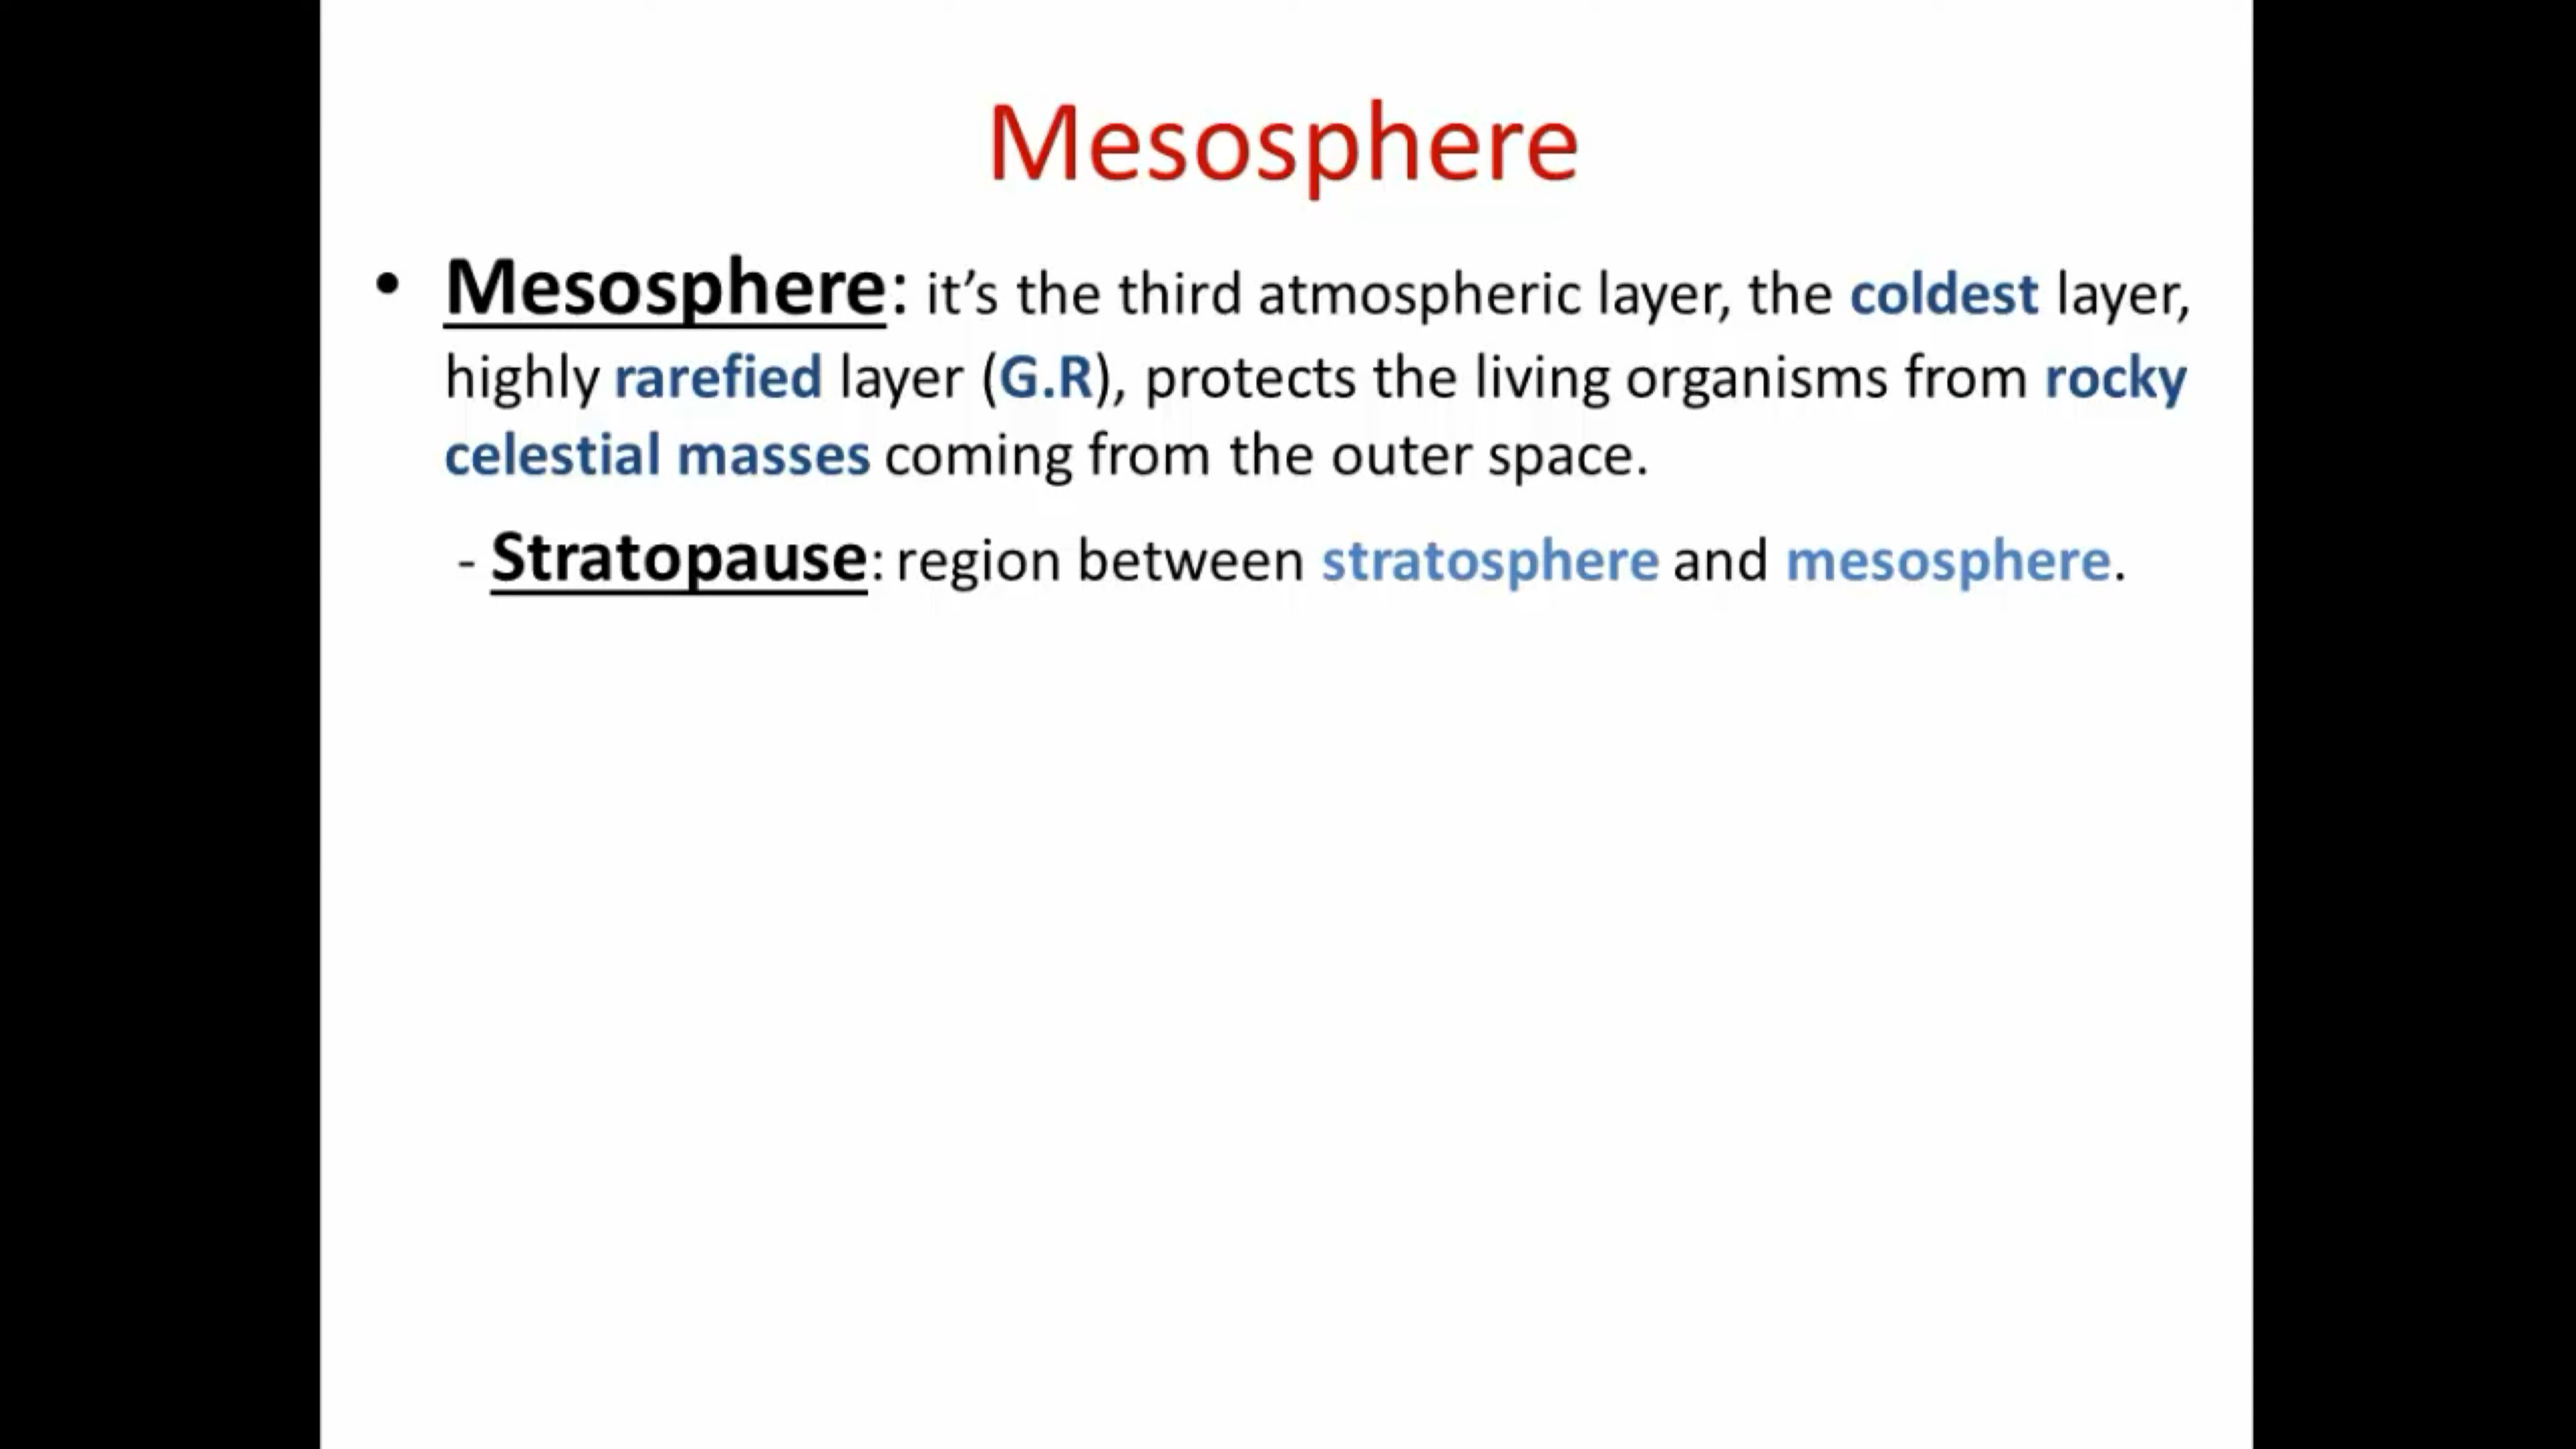 Mesosphere
• Mesosphere: it’s the third atmospheric layer, the coldest layer,
highly rarefied layer (G.R), protects the living organisms from rocky
celestial masses coming from the outer space.
- Stratopause: region between stratosphere and mesosphere.